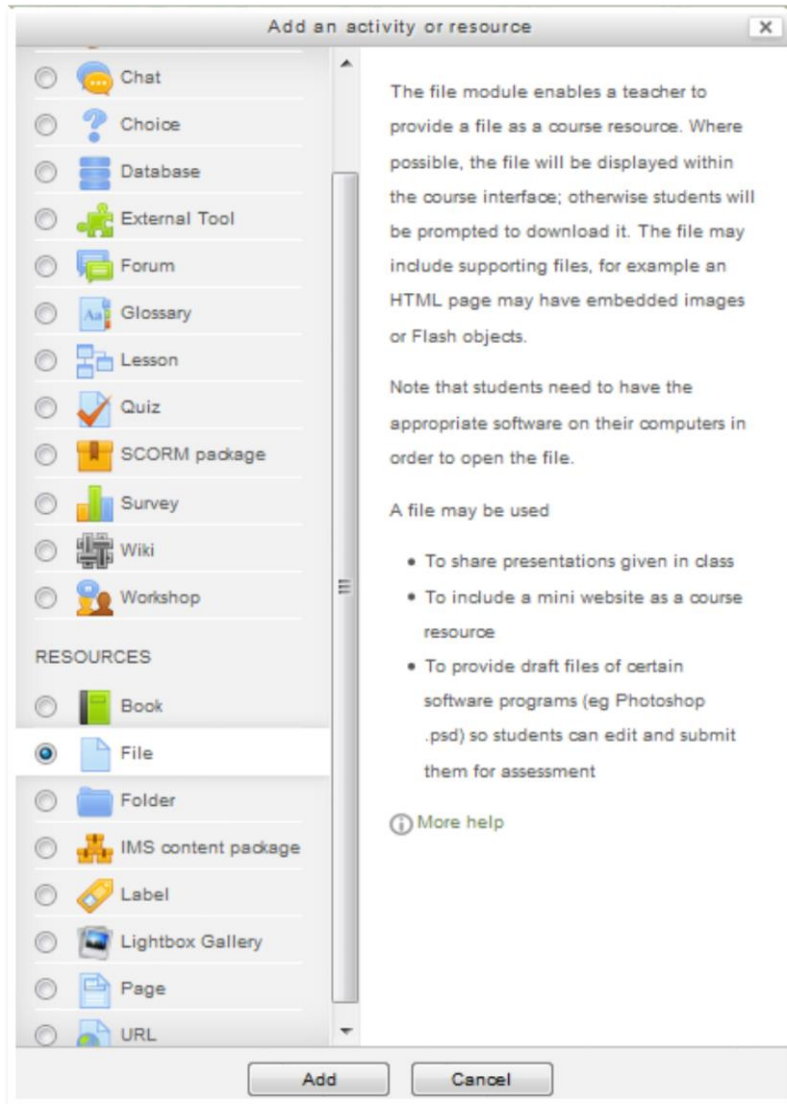 Add an activity or resource
Chat
Choice
Database
External Tool
Forum
Aa
Glossary
Lesson
Quiz
SCORM package
Survey
Wiki
Workshop
RESOURCES
Book
File
Folder
IMS content package
Label
Lightbox Gallery
Page
URL
The file module enables a teacher to
provide a file as a course resource. Where
possible, the file will be displayed within
the course interface; otherwise students will
be prompted to download it. The file may
include supporting files, for example an
HTML page may have embedded images
or Flash objects.
Note that students need to have the
appropriate software on their computers in
order to open the file.
A file may be used
• To share presentations given in class
• To include a mini website as a course
resource
• To provide draft files of certain
software programs (eg Photoshop
.psd) so students can edit and submit
them for assessment
More help
Add
Cancel